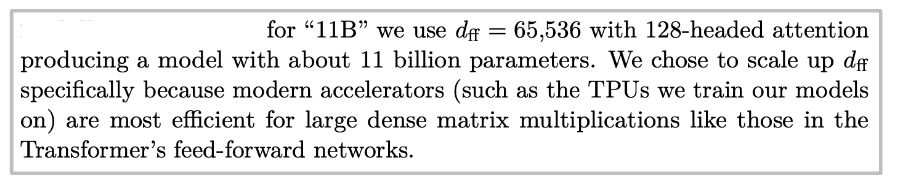 for “11B” we use dff = 65,536 with 128-headed attention
producing a model with about 11 billion parameters. We chose to scale up dff
specifically because modern accelerators (such as the TPUs we train our models
on) are most efficient for large dense matrix multiplications like those in the
Transformer’s feed-forward networks.